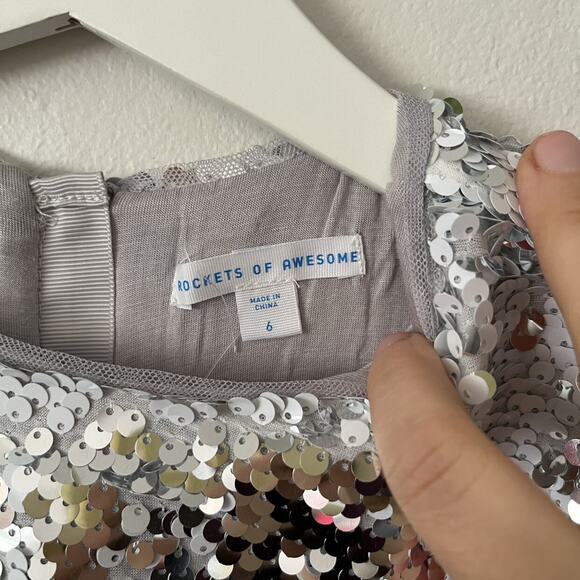 ROCKETS OF AWESOME
MADE IN
CHINA
6